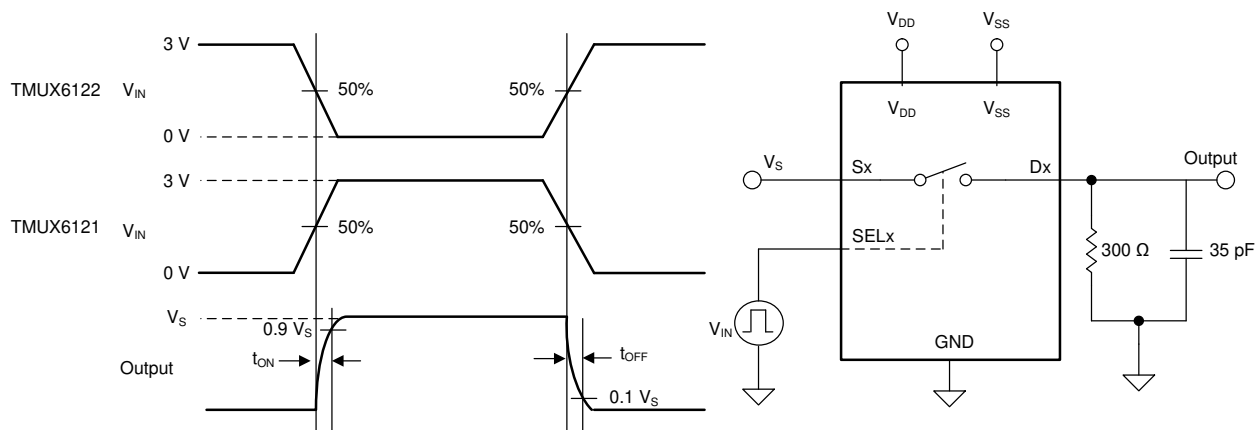 3 V
TMUX6122 V_IN 50% 50%
0 V
3 V
TMUX6121 V_IN 50% 50%
0 V
V_S
0.9 V_S
t_ON t_OFF
Output
0.1 V_S
V_DD V_SS
V_DD V_SS
V_S Sx Dx Output
SELx
300 Ω 35 pF
V_IN
GND